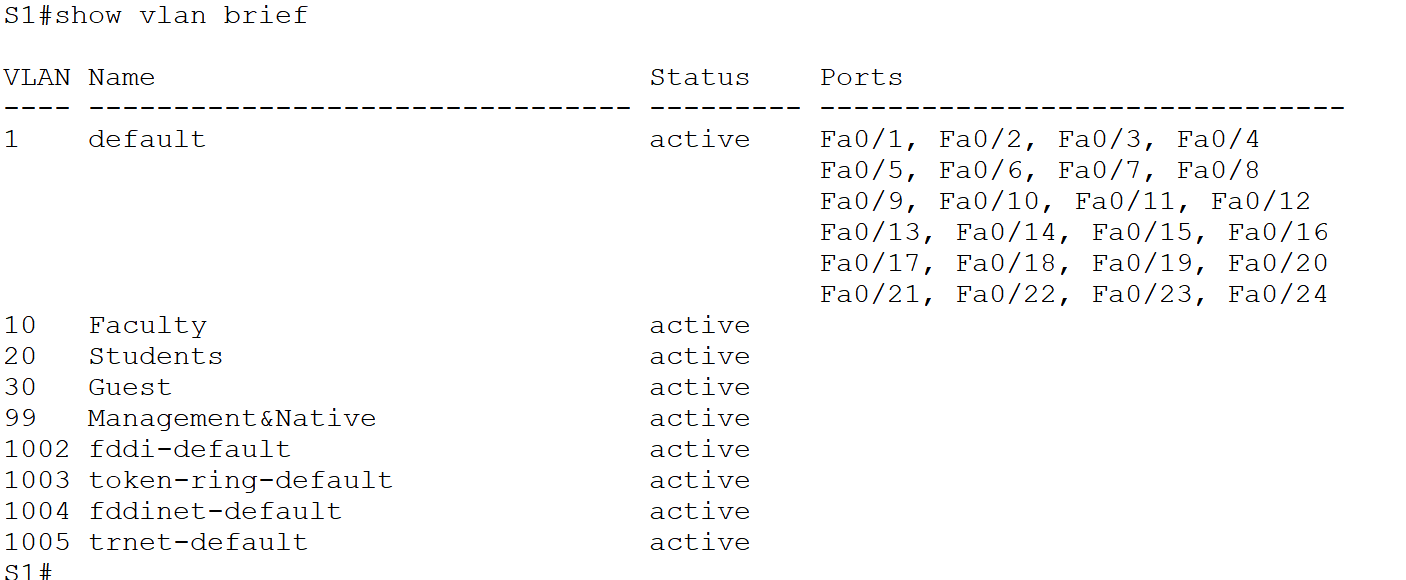 S1#show vlan brief
VLAN Name                             Status    Ports
---- -------------------------------- --------- -------------------------------
1    default                          active    Fa0/1, Fa0/2, Fa0/3, Fa0/4
                                                Fa0/5, Fa0/6, Fa0/7, Fa0/8
                                                Fa0/9, Fa0/10, Fa0/11, Fa0/12
                                                Fa0/13, Fa0/14, Fa0/15, Fa0/16
                                                Fa0/17, Fa0/18, Fa0/19, Fa0/20
                                                Fa0/21, Fa0/22, Fa0/23, Fa0/24
10   Faculty                          active
20   Students                         active
30   Guest                            active
99   Management&Native                active
1002 fddi-default                     active
1003 token-ring-default               active
1004 fddinet-default                  active
1005 trnet-default                    active
S1#